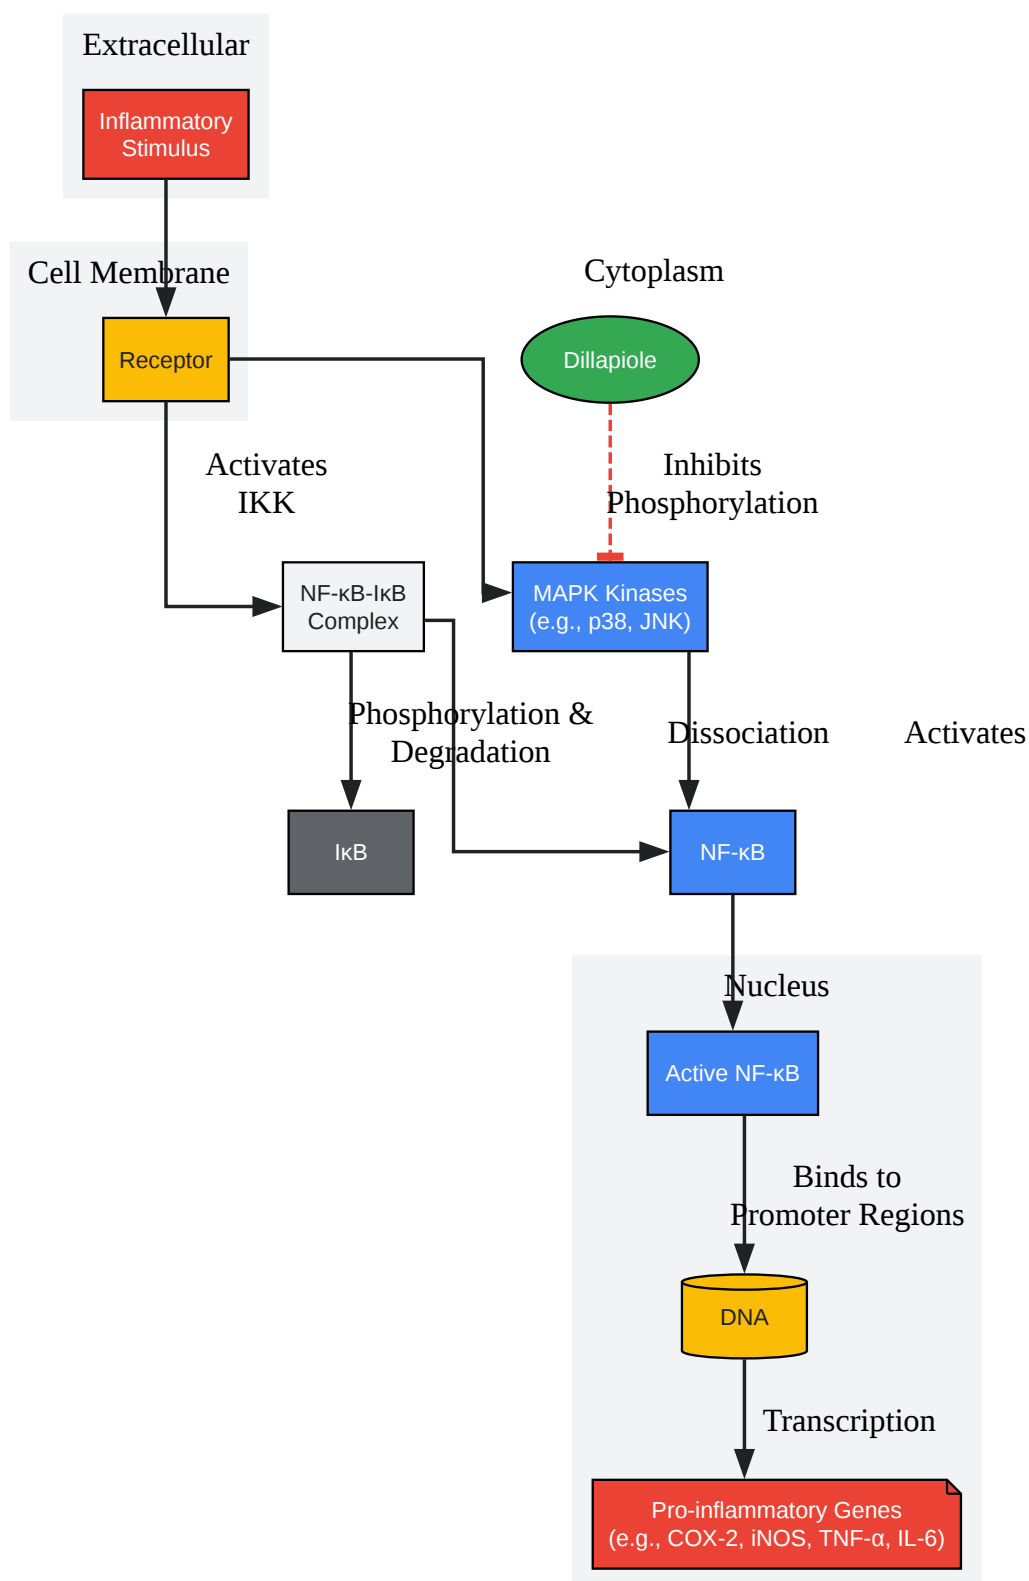 Extracellular
Inflammatory
Stimulus
Cell Membrane
Cytoplasm
Receptor
Dillapiole
Activates
IKK
Inhibits
Phosphorylation
NF-κB-IκB
Complex
MAPK Kinases
(e.g., p38, JNK)
Phosphorylation &
Degradation
Dissociation
Activates
IκB
NF-κB
Nucleus
Active NF-κB
Binds to
Promoter Regions
DNA
Transcription
Pro-inflammatory Genes
(e.g., COX-2, iNOS, TNF-α, IL-6)